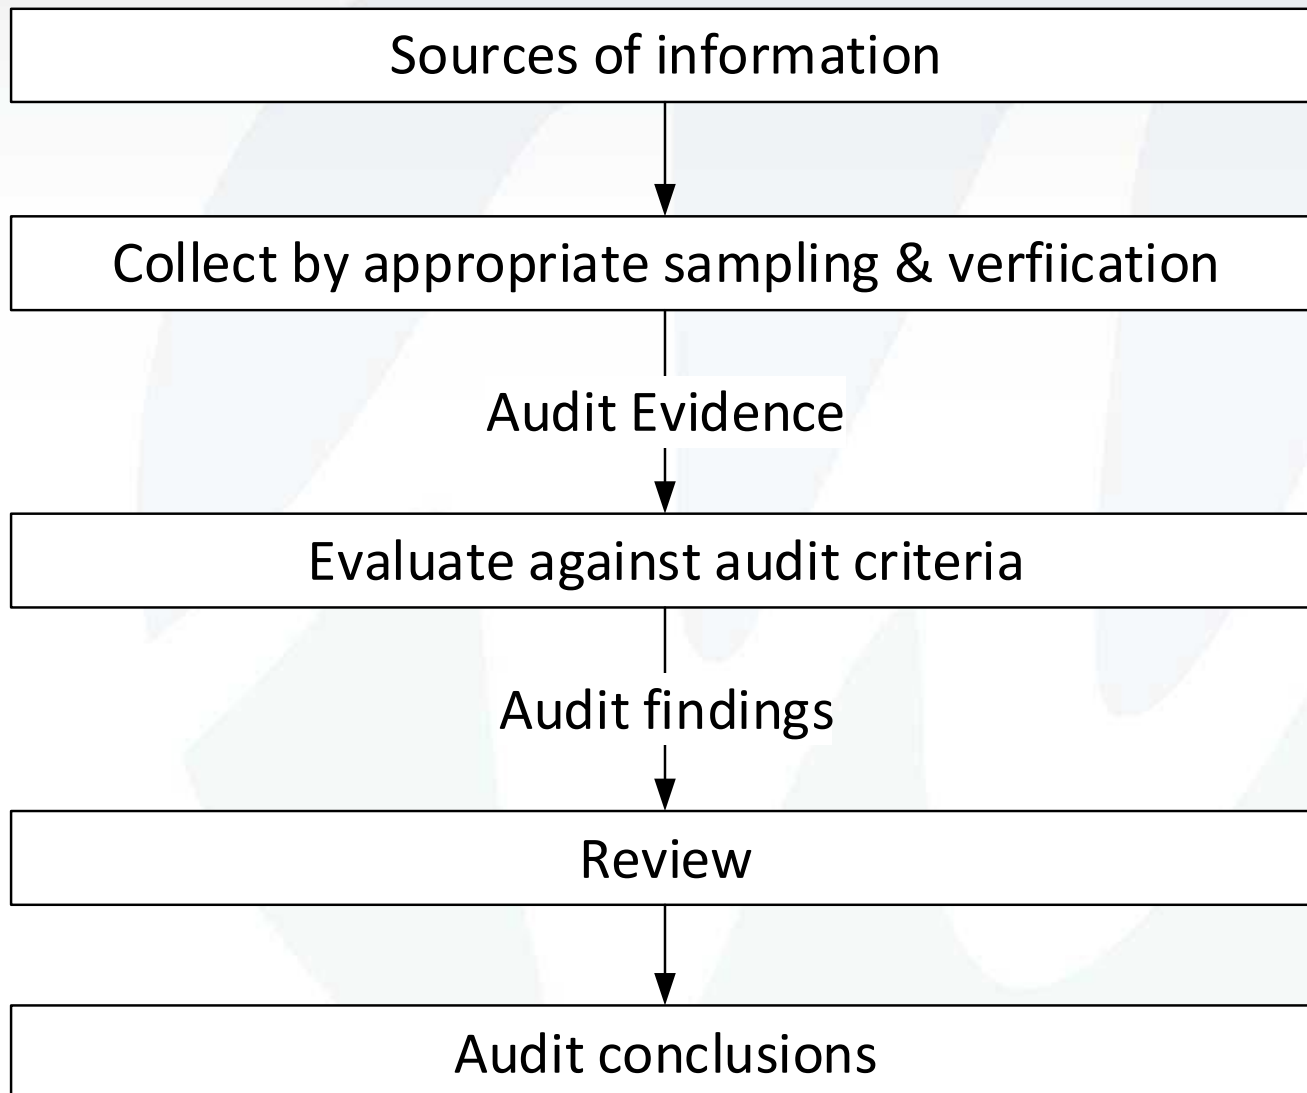 Sources of information
Collect by appropriate sampling & verfiication
Audit Evidence
Evaluate against audit criteria
Audit findings
Review
Audit conclusions